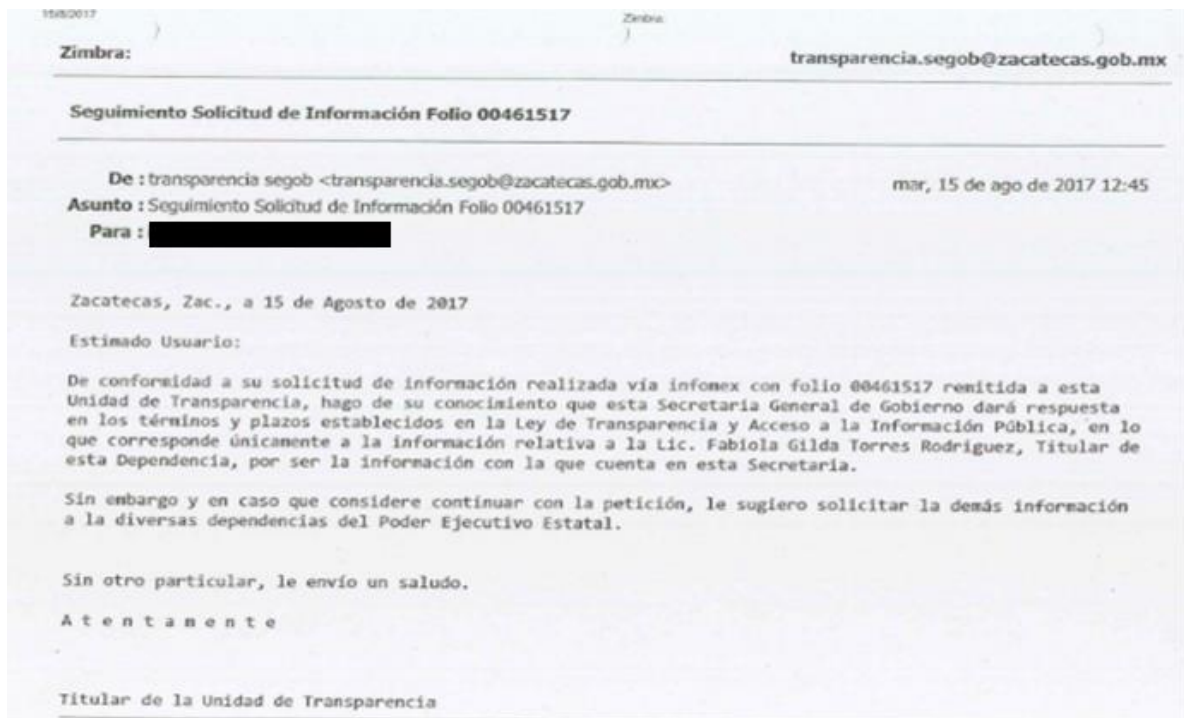 15/8/2017 Zimbra
Zimbra: transparencia.segob@zacatecas.gob.mx
Seguimiento Solicitud de Información Folio 00461517
De : transparencia segob <transparencia.segob@zacatecas.gob.mx> mar, 15 de ago de 2017 12:45
Asunto : Seguimiento Solicitud de Información Folio 00461517
Para :
Zacatecas, Zac., a 15 de Agosto de 2017
Estimado Usuario:
De conformidad a su solicitud de información realizada vía infomex con folio 00461517 remitida a esta
Unidad de Transparencia, hago de su conocimiento que esta Secretaria General de Gobierno dará respuesta
en los términos y plazos establecidos en la Ley de Transparencia y Acceso a la Información Pública, en lo
que corresponde únicamente a la información relativa a la Lic. Fabiola Gilda Torres Rodriguez, Titular de
esta Dependencia, por ser la información con la que cuenta en esta Secretaria.
Sin embargo y en caso que considere continuar con la petición, le sugiero solicitar la demás información
a la diversas dependencias del Poder Ejecutivo Estatal.
Sin otro particular, le envío un saludo.
A t e n t a m e n t e
Titular de la Unidad de Transparencia